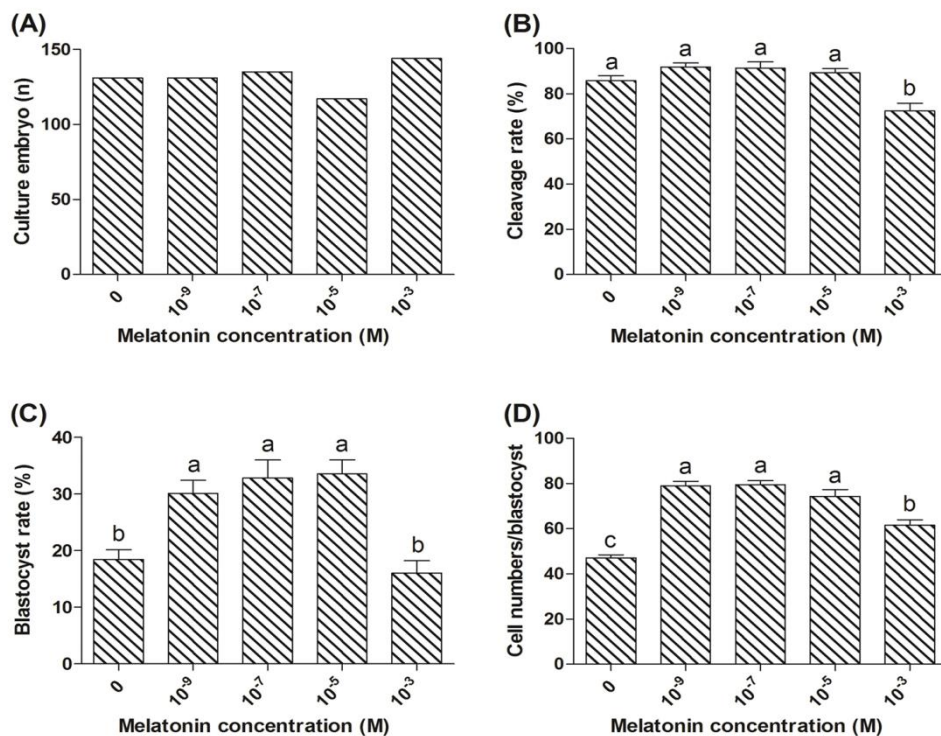 (A)
Culture embryo (n)
150
100
50
0
0
10⁻⁹
10⁻⁷
10⁻⁵
10⁻³
Melatonin concentration (M)
(B)
Cleavage rate (%)
100
80
60
40
20
0
a
a
a
a
b
0
10⁻⁹
10⁻⁷
10⁻⁵
10⁻³
Melatonin concentration (M)
(C)
Blastocyst rate (%)
40
30
20
10
0
b
a
a
a
b
0
10⁻⁹
10⁻⁷
10⁻⁵
10⁻³
Melatonin concentration (M)
(D)
Cell numbers/blastocyst
100
80
60
40
20
0
c
a
a
a
b
0
10⁻⁹
10⁻⁷
10⁻⁵
10⁻³
Melatonin concentration (M)